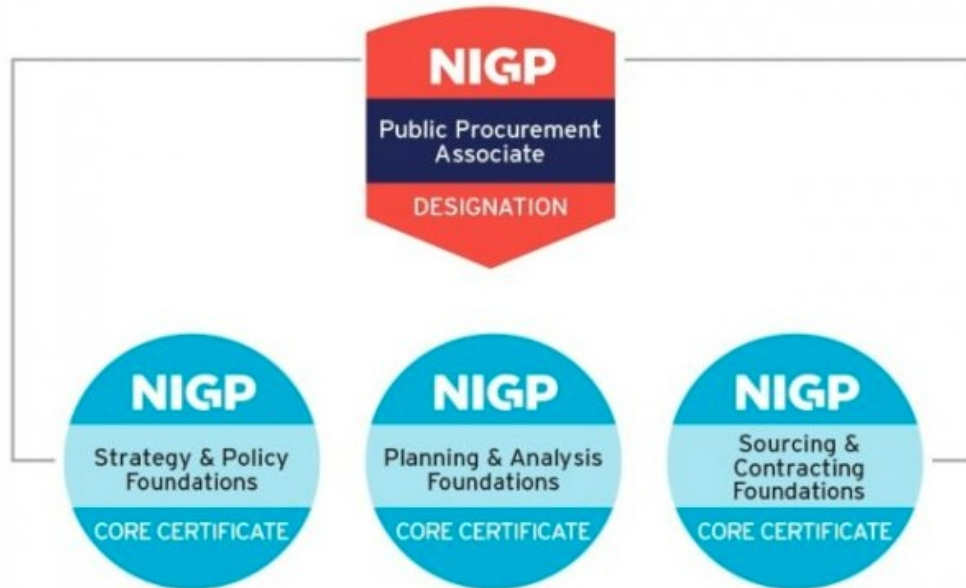 NIGP
Public Procurement
Associate
DESIGNATION
NIGP
Strategy & Policy
Foundations
CORE CERTIFICATE
NIGP
Planning & Analysis
Foundations
CORE CERTIFICATE
NIGP
Sourcing &
Contracting
Foundations
CORE CERTIFICATE